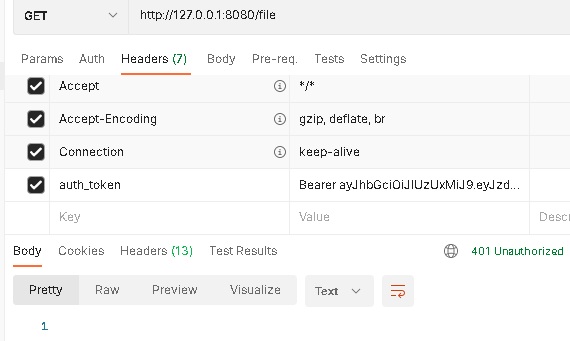 GET http://127.0.0.1:8080/file
Params Auth Headers (7) Body Pre-req. Tests Settings
Accept */*
Accept-Encoding gzip, deflate, br
Connection keep-alive
auth_token Bearer ayJhbGciOiJIUzUxMiJ9.eyJzd...
Key Value Descr
Body Cookies Headers (13) Test Results 401 Unauthorized
Pretty Raw Preview Visualize Text
1